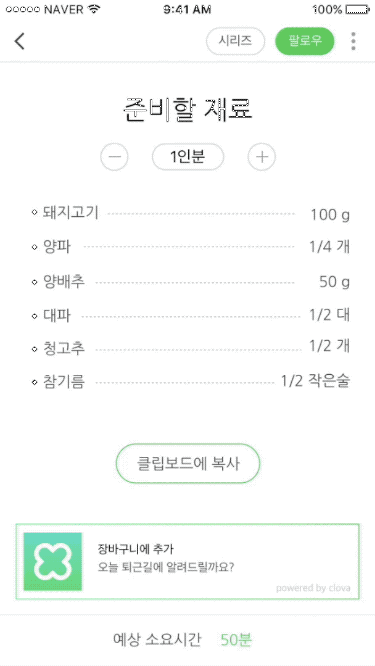 NAVER 9:41 AM 100%
시리즈 팔로우
준비할 재료
1인분
돼지고기 100 g
양파 1/4 개
양배추 50 g
대파 1/2 대
청고추 1/2 개
참기름 1/2 작은술
클립보드에 복사
장바구니에 추가
오늘 퇴근길에 알려드릴까요?
powered by clova
예상 소요시간 50분